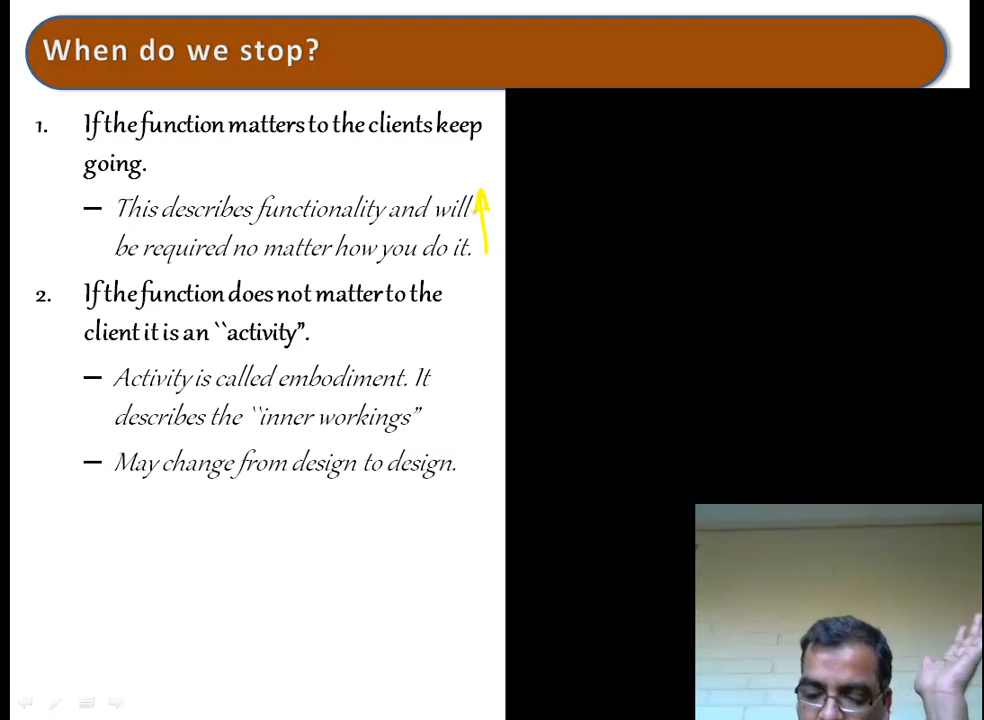 When do we stop?
1. If the function matters to the clients keep
going.
— This describes functionality and will
be required no matter how you do it.
2. If the function does not matter to the
client it is an ``activity”.
— Activity is called embodiment. It
describes the ``inner workings”
— May change from design to design.